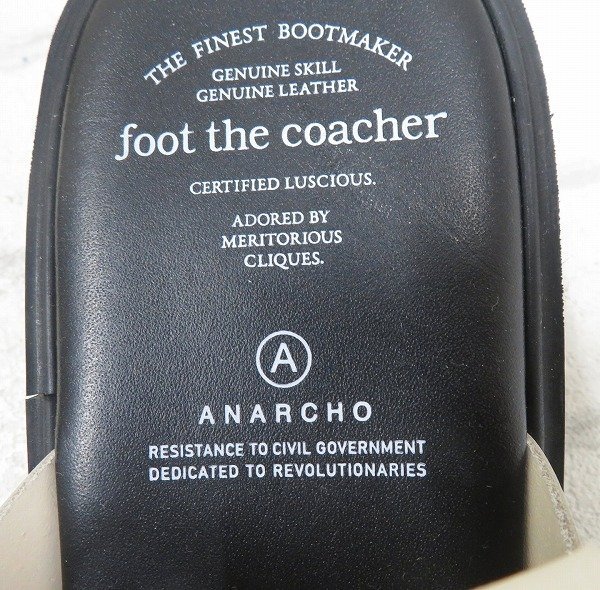 THE FINEST BOOTMAKER
GENUINE SKILL
GENUINE LEATHER
foot the coacher
CERTIFIED LUSCIOUS.
ADORED BY
MERITORIOUS
CLIQUES.
A
ANARCHO
RESISTANCE TO CIVIL GOVERNMENT
DEDICATED TO REVOLUTIONARIES